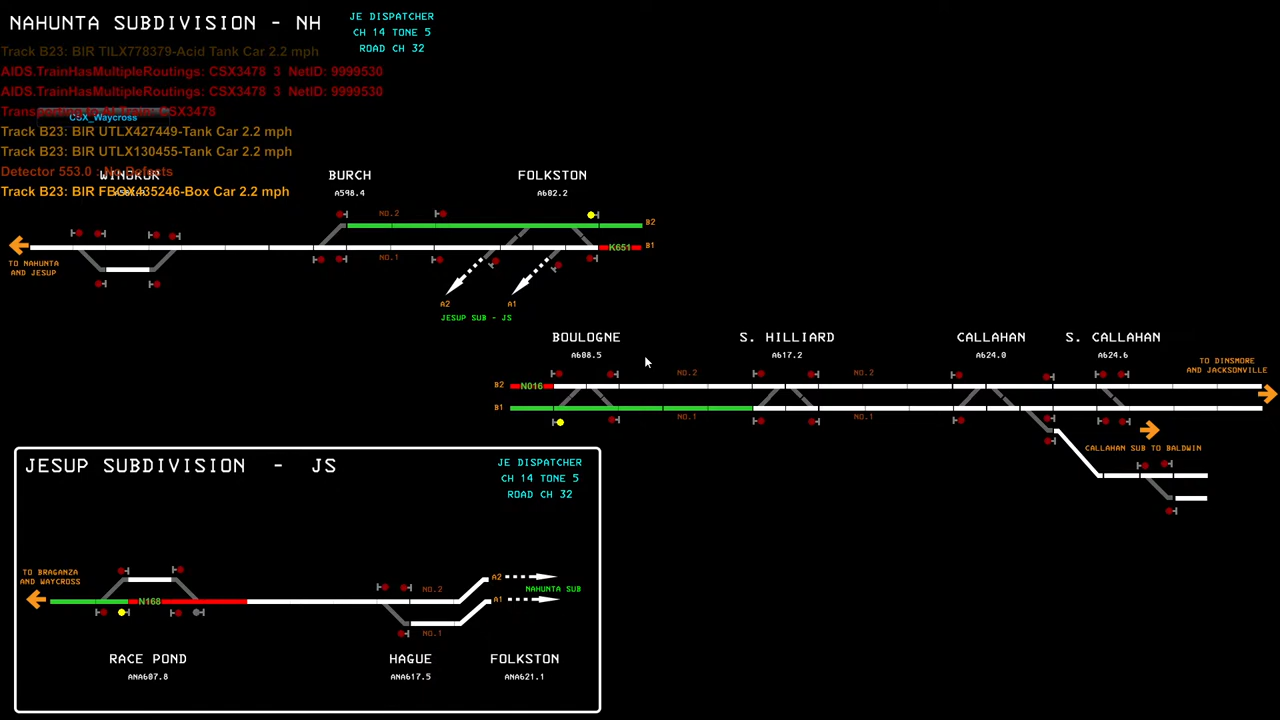 NAHUNTA SUBDIVISION - NH
JE DISPATCHER
CH 14 TONE 5
ROAD CH 32
Track B23: BIR TILX778379-Acid Tank Car 2.2 mph
AIDS.TrainHasMultipleRoutings: CSX3478 3 NetID: 9999530
AIDS.TrainHasMultipleRoutings: CSX3478 3 NetID: 9999530
CSX3478
CSX_Waycross
Track B23: BIR UTLX427449-Tank Car 2.2 mph
Track B23: BIR UTLX130455-Tank Car 2.2 mph
Detector 553.0 : No Defects
Track B23: BIR FBOX435246-Box Car 2.2 mph
BURCH
A598.4
FOLKSTON
A602.2
NO.2
B2
NO.1
K651
B1
TO NAHUNTA
AND JESUP
A2
A1
JESUP SUB - JS
BOULOGNE
A608.5
S. HILLIARD
A617.2
CALLAHAN
A624.0
S. CALLAHAN
A624.6
TO DINSMORE
AND JACKSONVILLE
NO.2
NO.2
B2
N016
B1
NO.1
NO.1
CALLAHAN SUB TO BALDWIN
JESUP SUBDIVISION - JS
JE DISPATCHER
CH 14 TONE 5
ROAD CH 32
TO BRAGANZA
AND WAYCROSS
N168
NO.2
A2
NAHUNTA SUB
A1
NO.1
RACE POND
ANA607.8
HAGUE
ANA617.5
FOLKSTON
ANA621.1